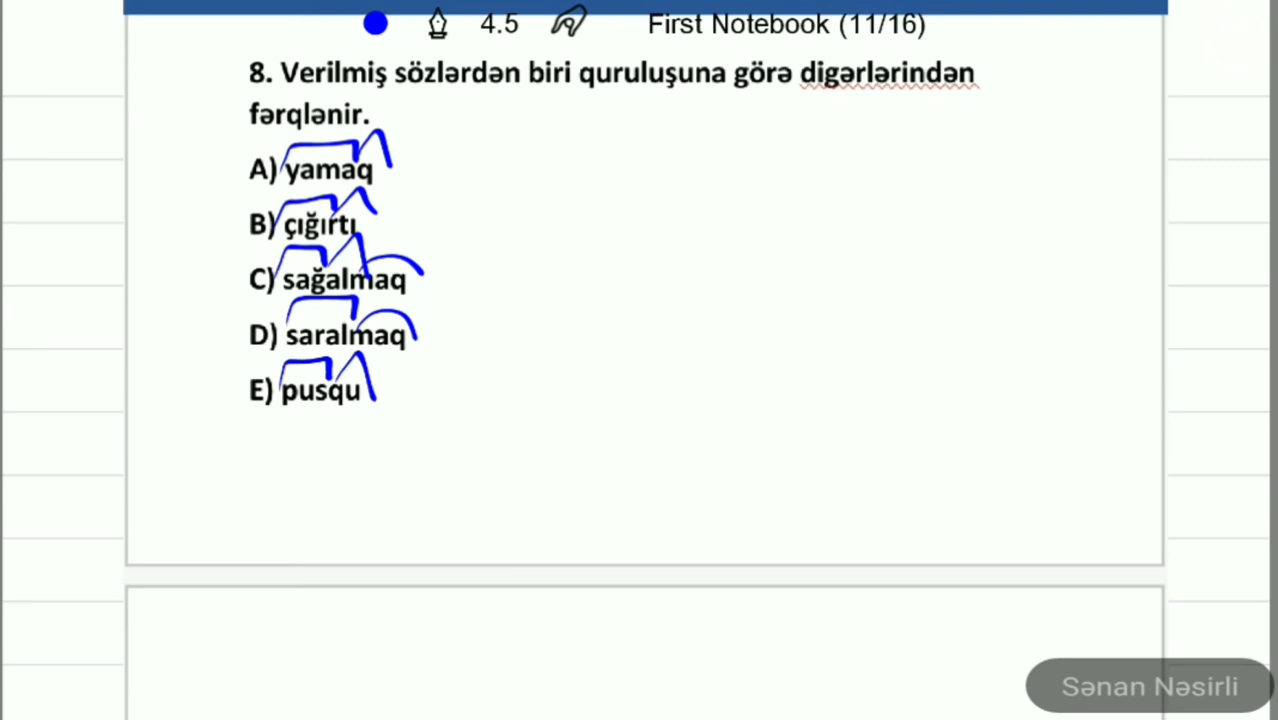 4.5 First Notebook (11/16)
8. Verilmiş sözlərdən biri quruluşuna görə digərlərindən
fərqlənir.
A) yamaq
B) çığırtı
C) sağalmaq
D) saralmaq
E) pusqu
Sənan Nəsirli